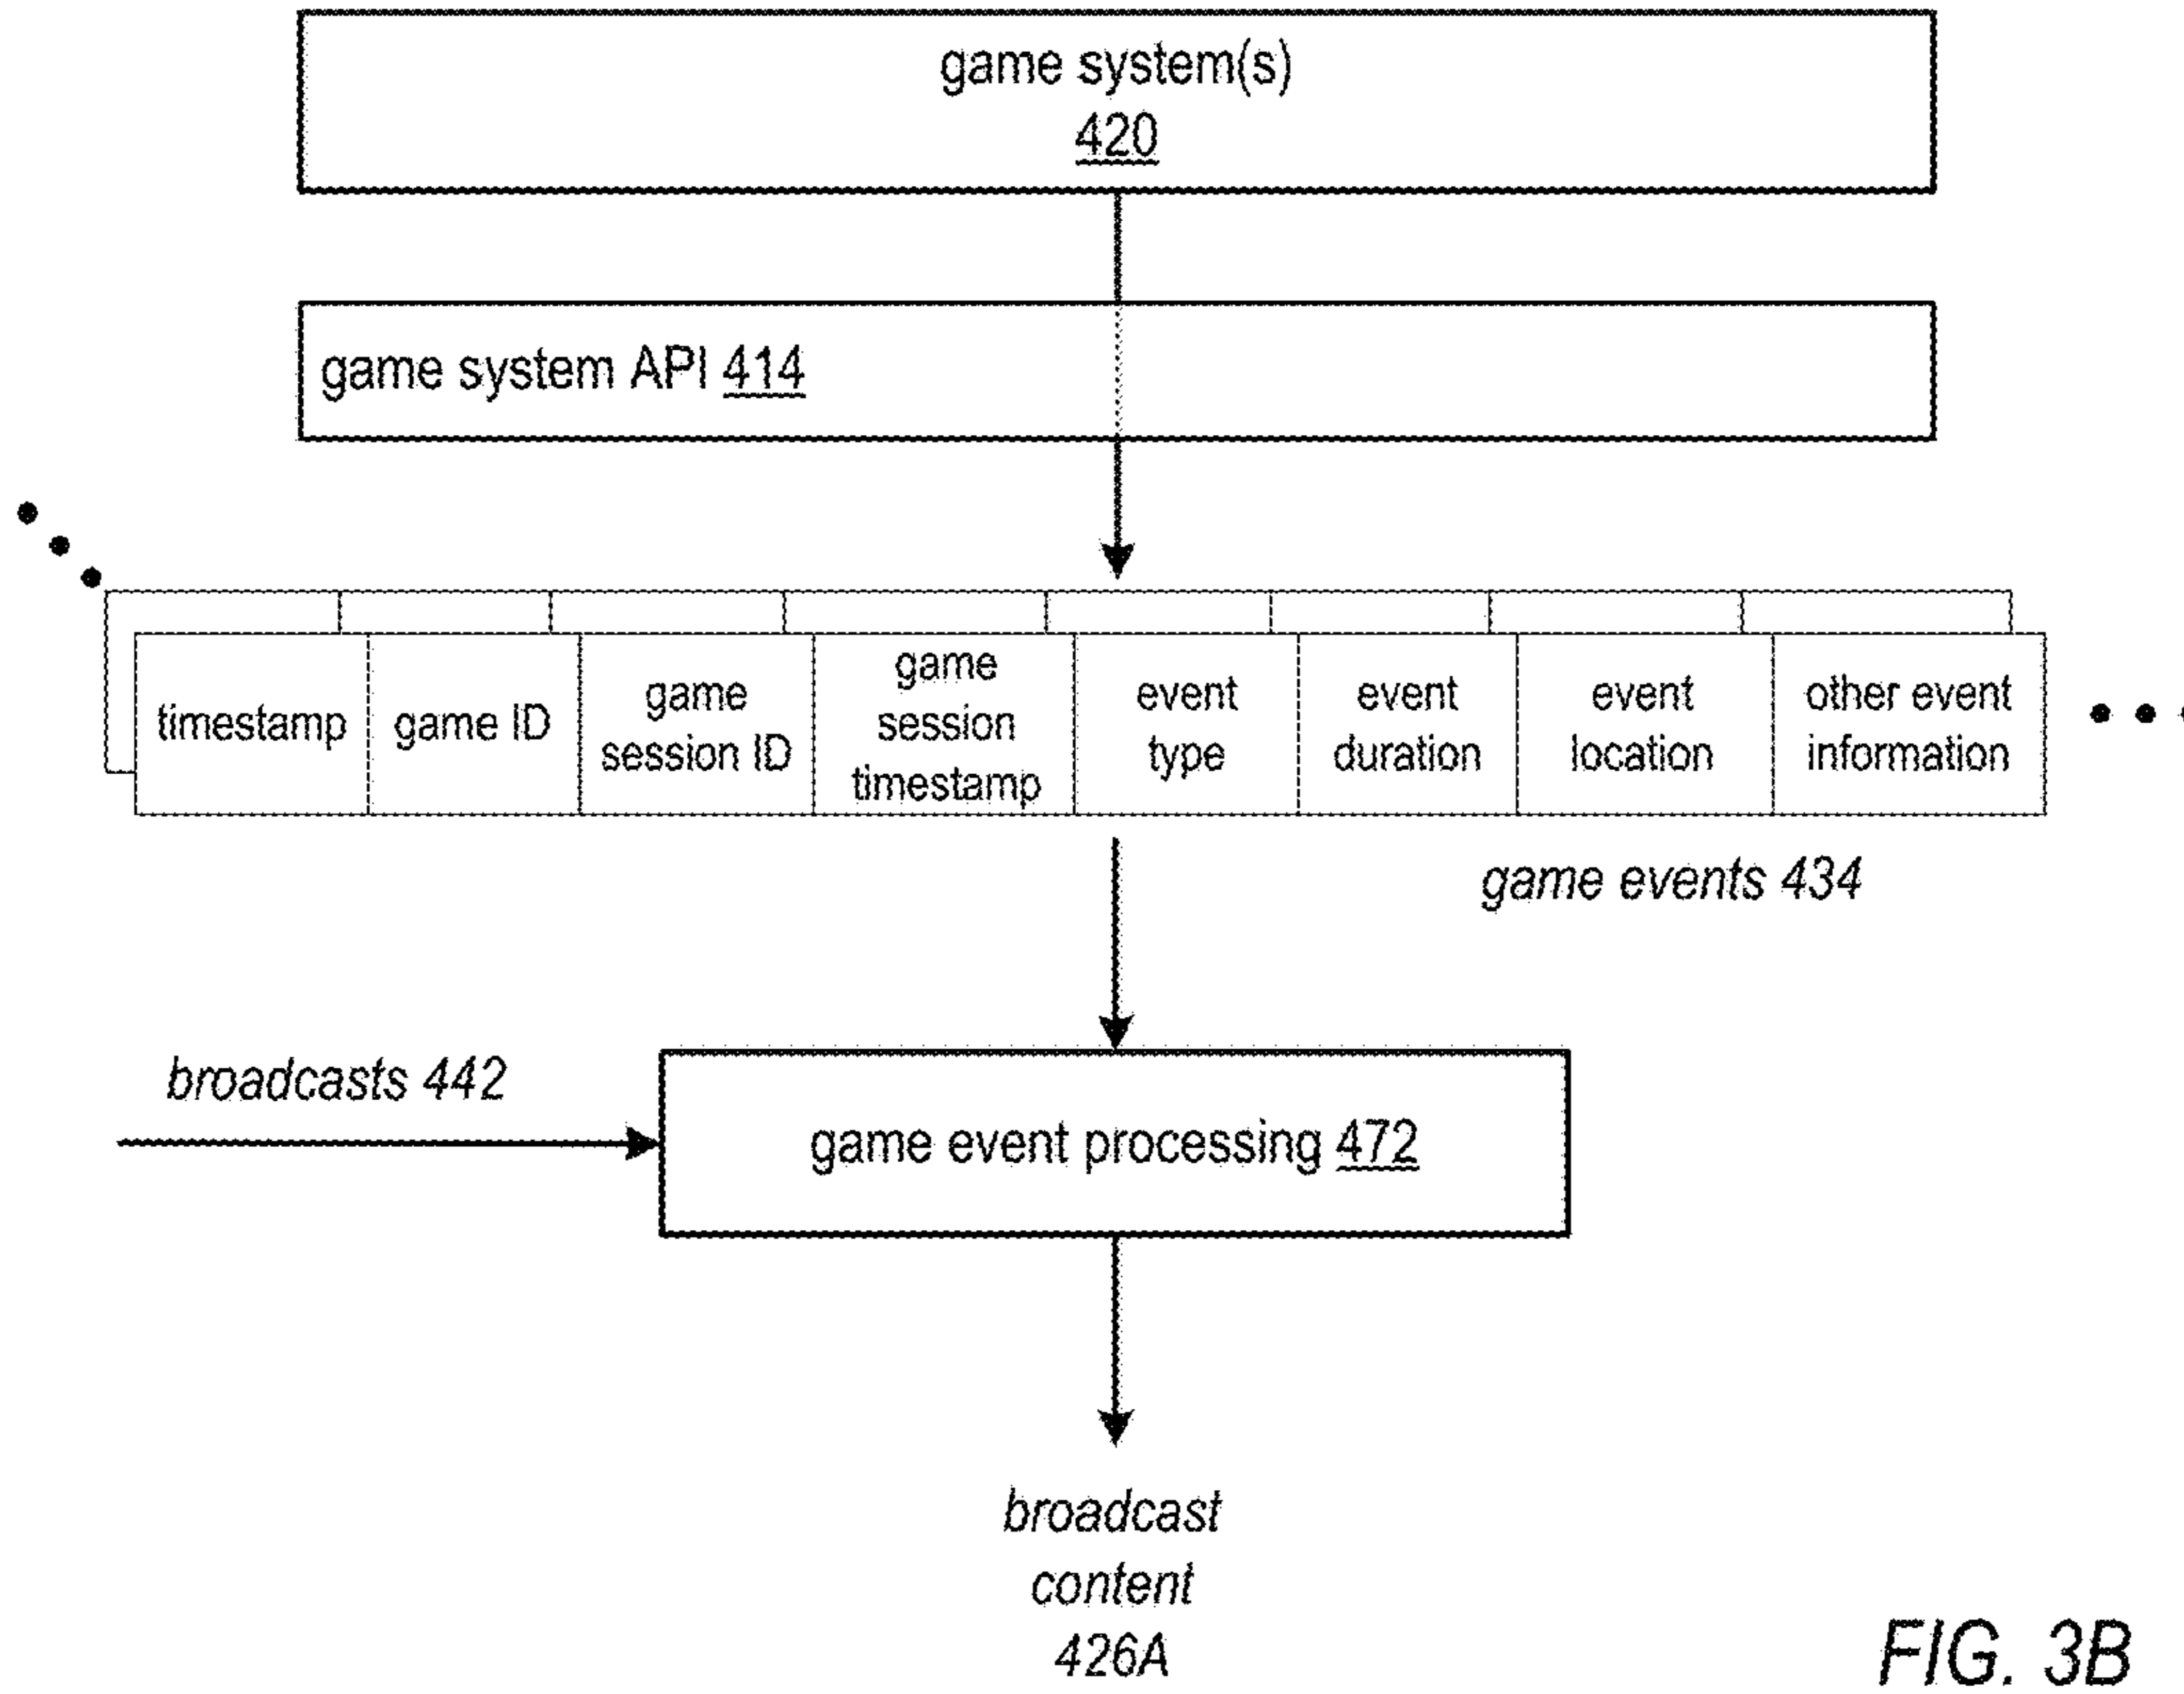 game system(s)
420
game system API 414
timestamp
game ID
game
session ID
game
session
timestamp
event
type
event
duration
event
location
other event
information
game events 434
broadcasts 442
game event processing 472
broadcast
content
426A
FIG. 3B